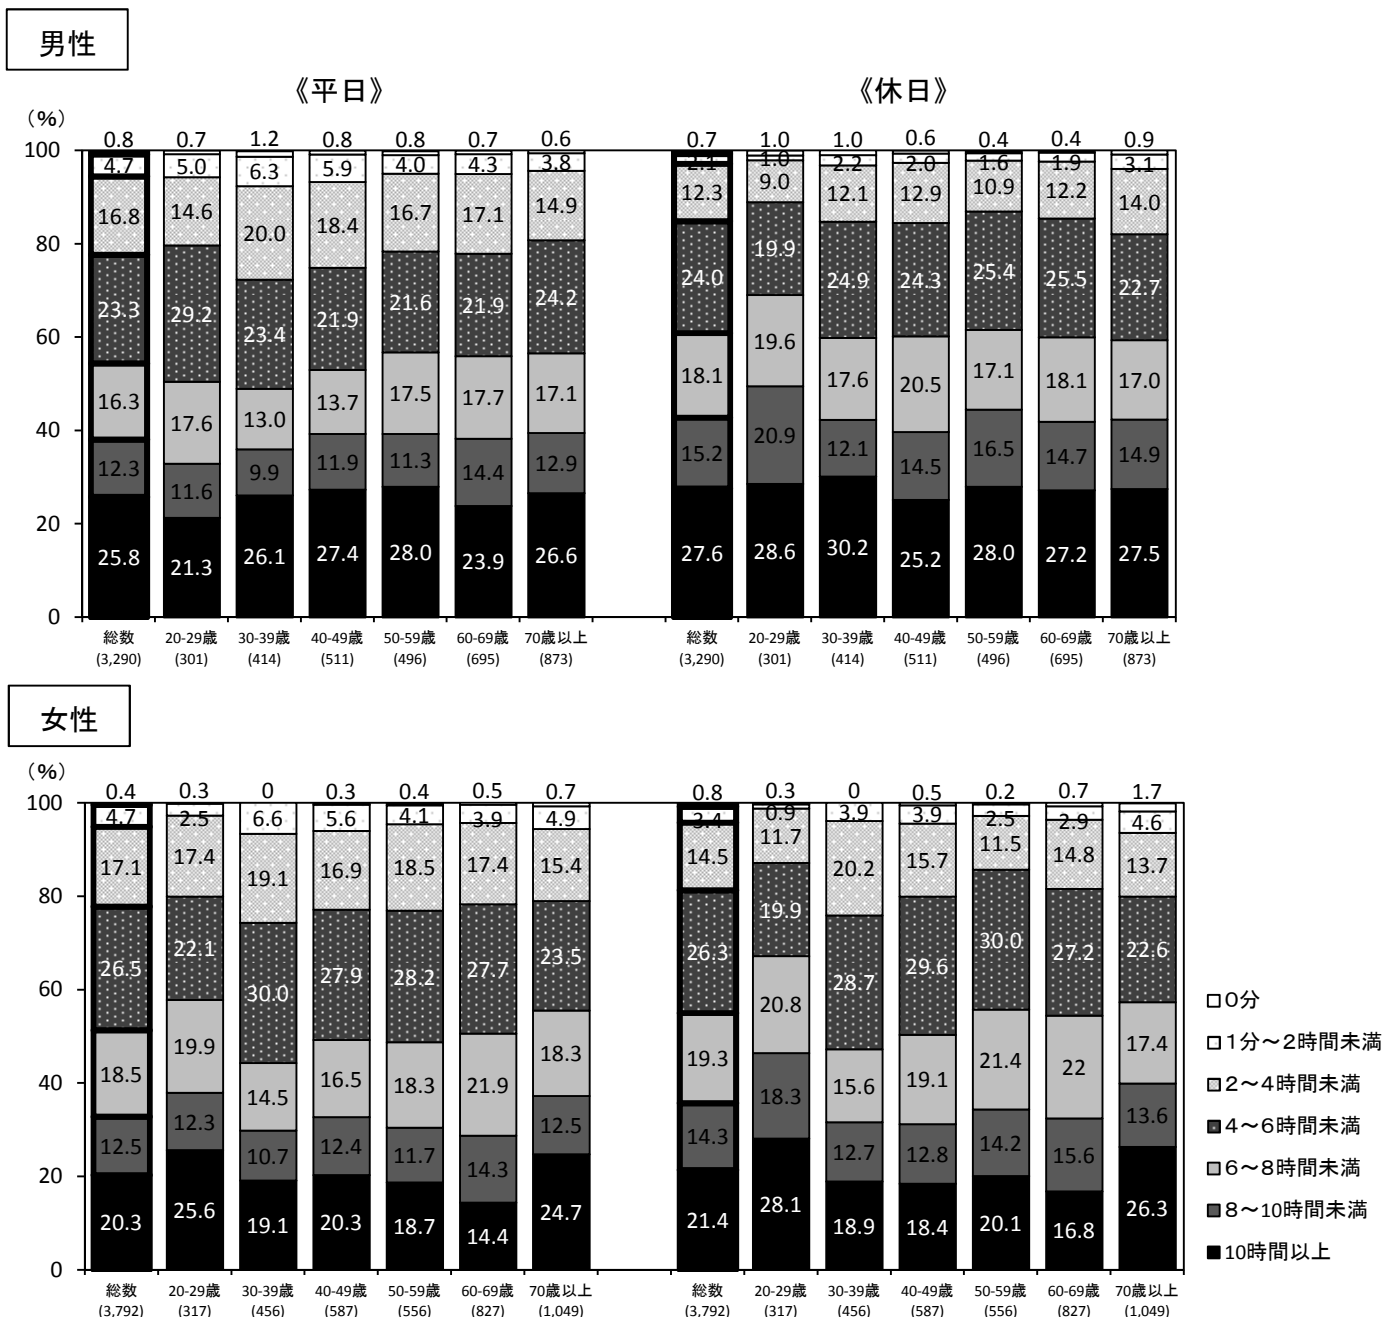 男性
《平日》 《休日》
(%)
0.8 0.7 1.2 0.8 0.8 0.7 0.6 0.7 1.0 1.0 0.6 0.4 0.4 0.9
100
4.7 5.0 6.3 5.9 4.0 4.3 3.8 2.1 1.0 2.2 2.0 1.6 1.9 3.1
16.8 14.6 20.0 18.4 16.7 17.1 14.9 12.3 9.0 12.1 12.9 10.9 12.2 14.0
80
23.3 29.2 23.4 21.9 21.6 21.9 24.2 24.0 19.9 24.9 24.3 25.4 25.5 22.7
60
16.3 17.6 13.0 13.7 17.5 17.7 17.1 18.1 19.6 17.6 20.5 17.1 18.1 17.0
40
12.3 11.6 9.9 11.9 11.3 14.4 12.9 15.2 20.9 12.1 14.5 16.5 14.7 14.9
20
25.8 21.3 26.1 27.4 28.0 23.9 26.6 27.6 28.6 30.2 25.2 28.0 27.2 27.5
0
総数 20-29歳 30-39歳 40-49歳 50-59歳 60-69歳 70歳以上 総数 20-29歳 30-39歳 40-49歳 50-59歳 60-69歳 70歳以上
(3,290) (301) (414) (511) (496) (695) (873) (3,290) (301) (414) (511) (496) (695) (873)
女性
(%)
0.4 0.3 0 0.3 0.4 0.5 0.7 0.8 0.3 0 0.5 0.2 0.7 1.7
100
4.7 2.5 6.6 5.6 4.1 3.9 4.9 3.4 0.9 3.9 3.9 2.5 2.9 4.6
17.1 17.4 19.1 16.9 18.5 17.4 15.4 14.5 11.7 20.2 15.7 11.5 14.8 13.7
80
26.5 22.1 30.0 27.9 28.2 27.7 23.5 26.3 19.9 28.7 29.6 30.0 27.2 22.6
60
18.5 19.9 14.5 16.5 18.3 21.9 18.3 19.3 20.8 15.6 19.1 21.4 22 17.4
40
12.5 12.3 10.7 12.4 11.7 14.3 12.5 14.3 18.3 12.7 12.8 14.2 15.6 13.6
20
20.3 25.6 19.1 20.3 18.7 14.4 24.7 21.4 28.1 18.9 18.4 20.1 16.8 26.3
0
総数 20-29歳 30-39歳 40-49歳 50-59歳 60-69歳 70歳以上 総数 20-29歳 30-39歳 40-49歳 50-59歳 60-69歳 70歳以上
(3,792) (317) (456) (587) (556) (827) (1,049) (3,792) (317) (456) (587) (556) (827) (1,049)
0分
1分～2時間未満
2～4時間未満
4～6時間未満
6～8時間未満
8～10時間未満
10時間以上